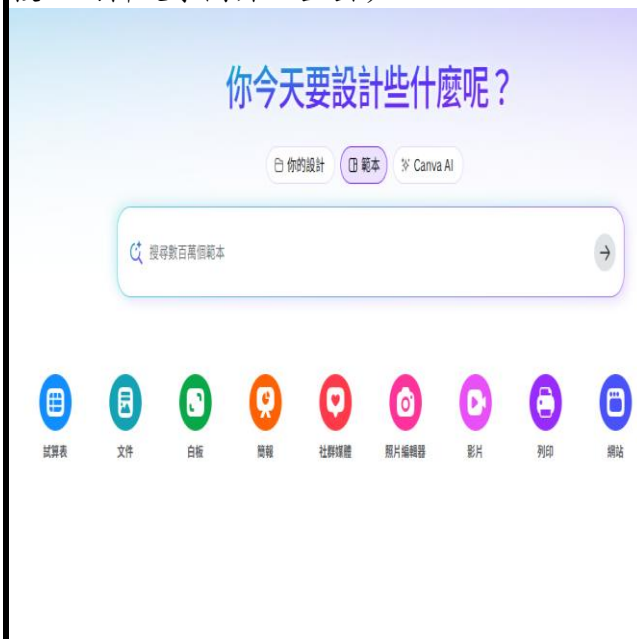 你今天要設計些什麼呢？
你的設計 範本 Canva AI
搜尋數百萬個範本
試算表 文件 白板 簡報 社群媒體 照片編輯器 影片 列印 網站